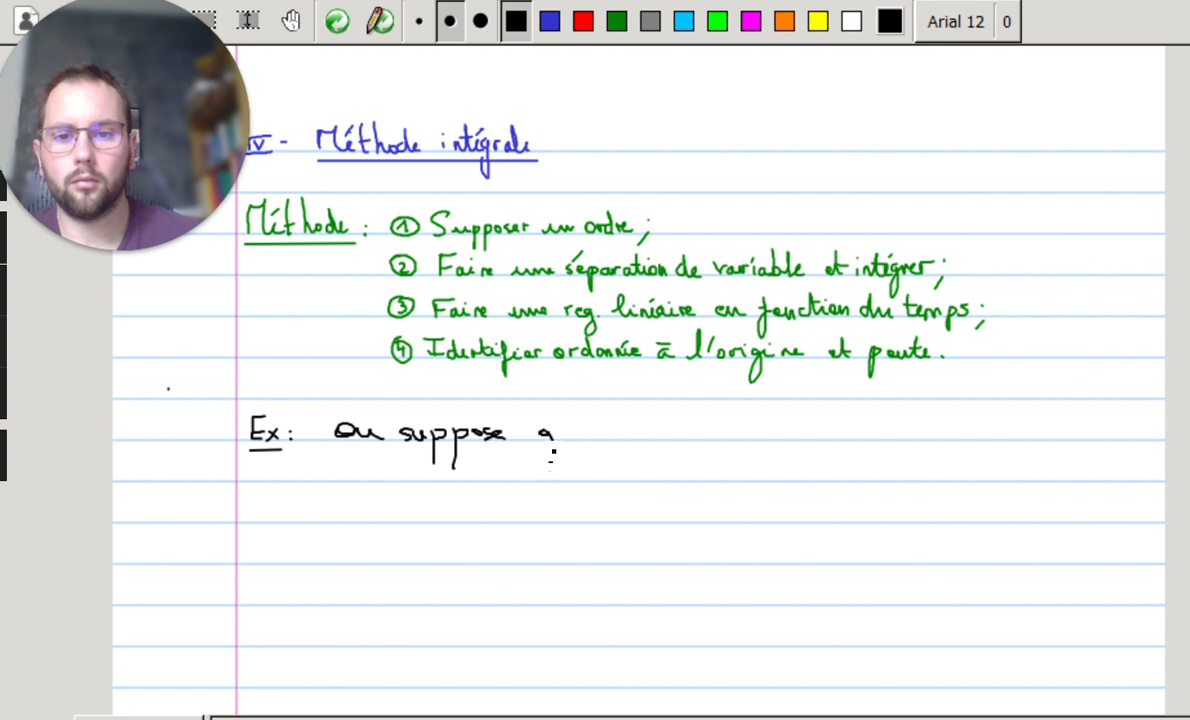 Arial 12 0
IV - Méthode intégrale
Méthode : ① Supposer un ordre ;
② Faire une séparation de variable et intégrer ;
③ Faire une reg. linéaire en fonction du temps ;
④ Identifier ordonnée à l'origine et pente.
Ex : on suppose q